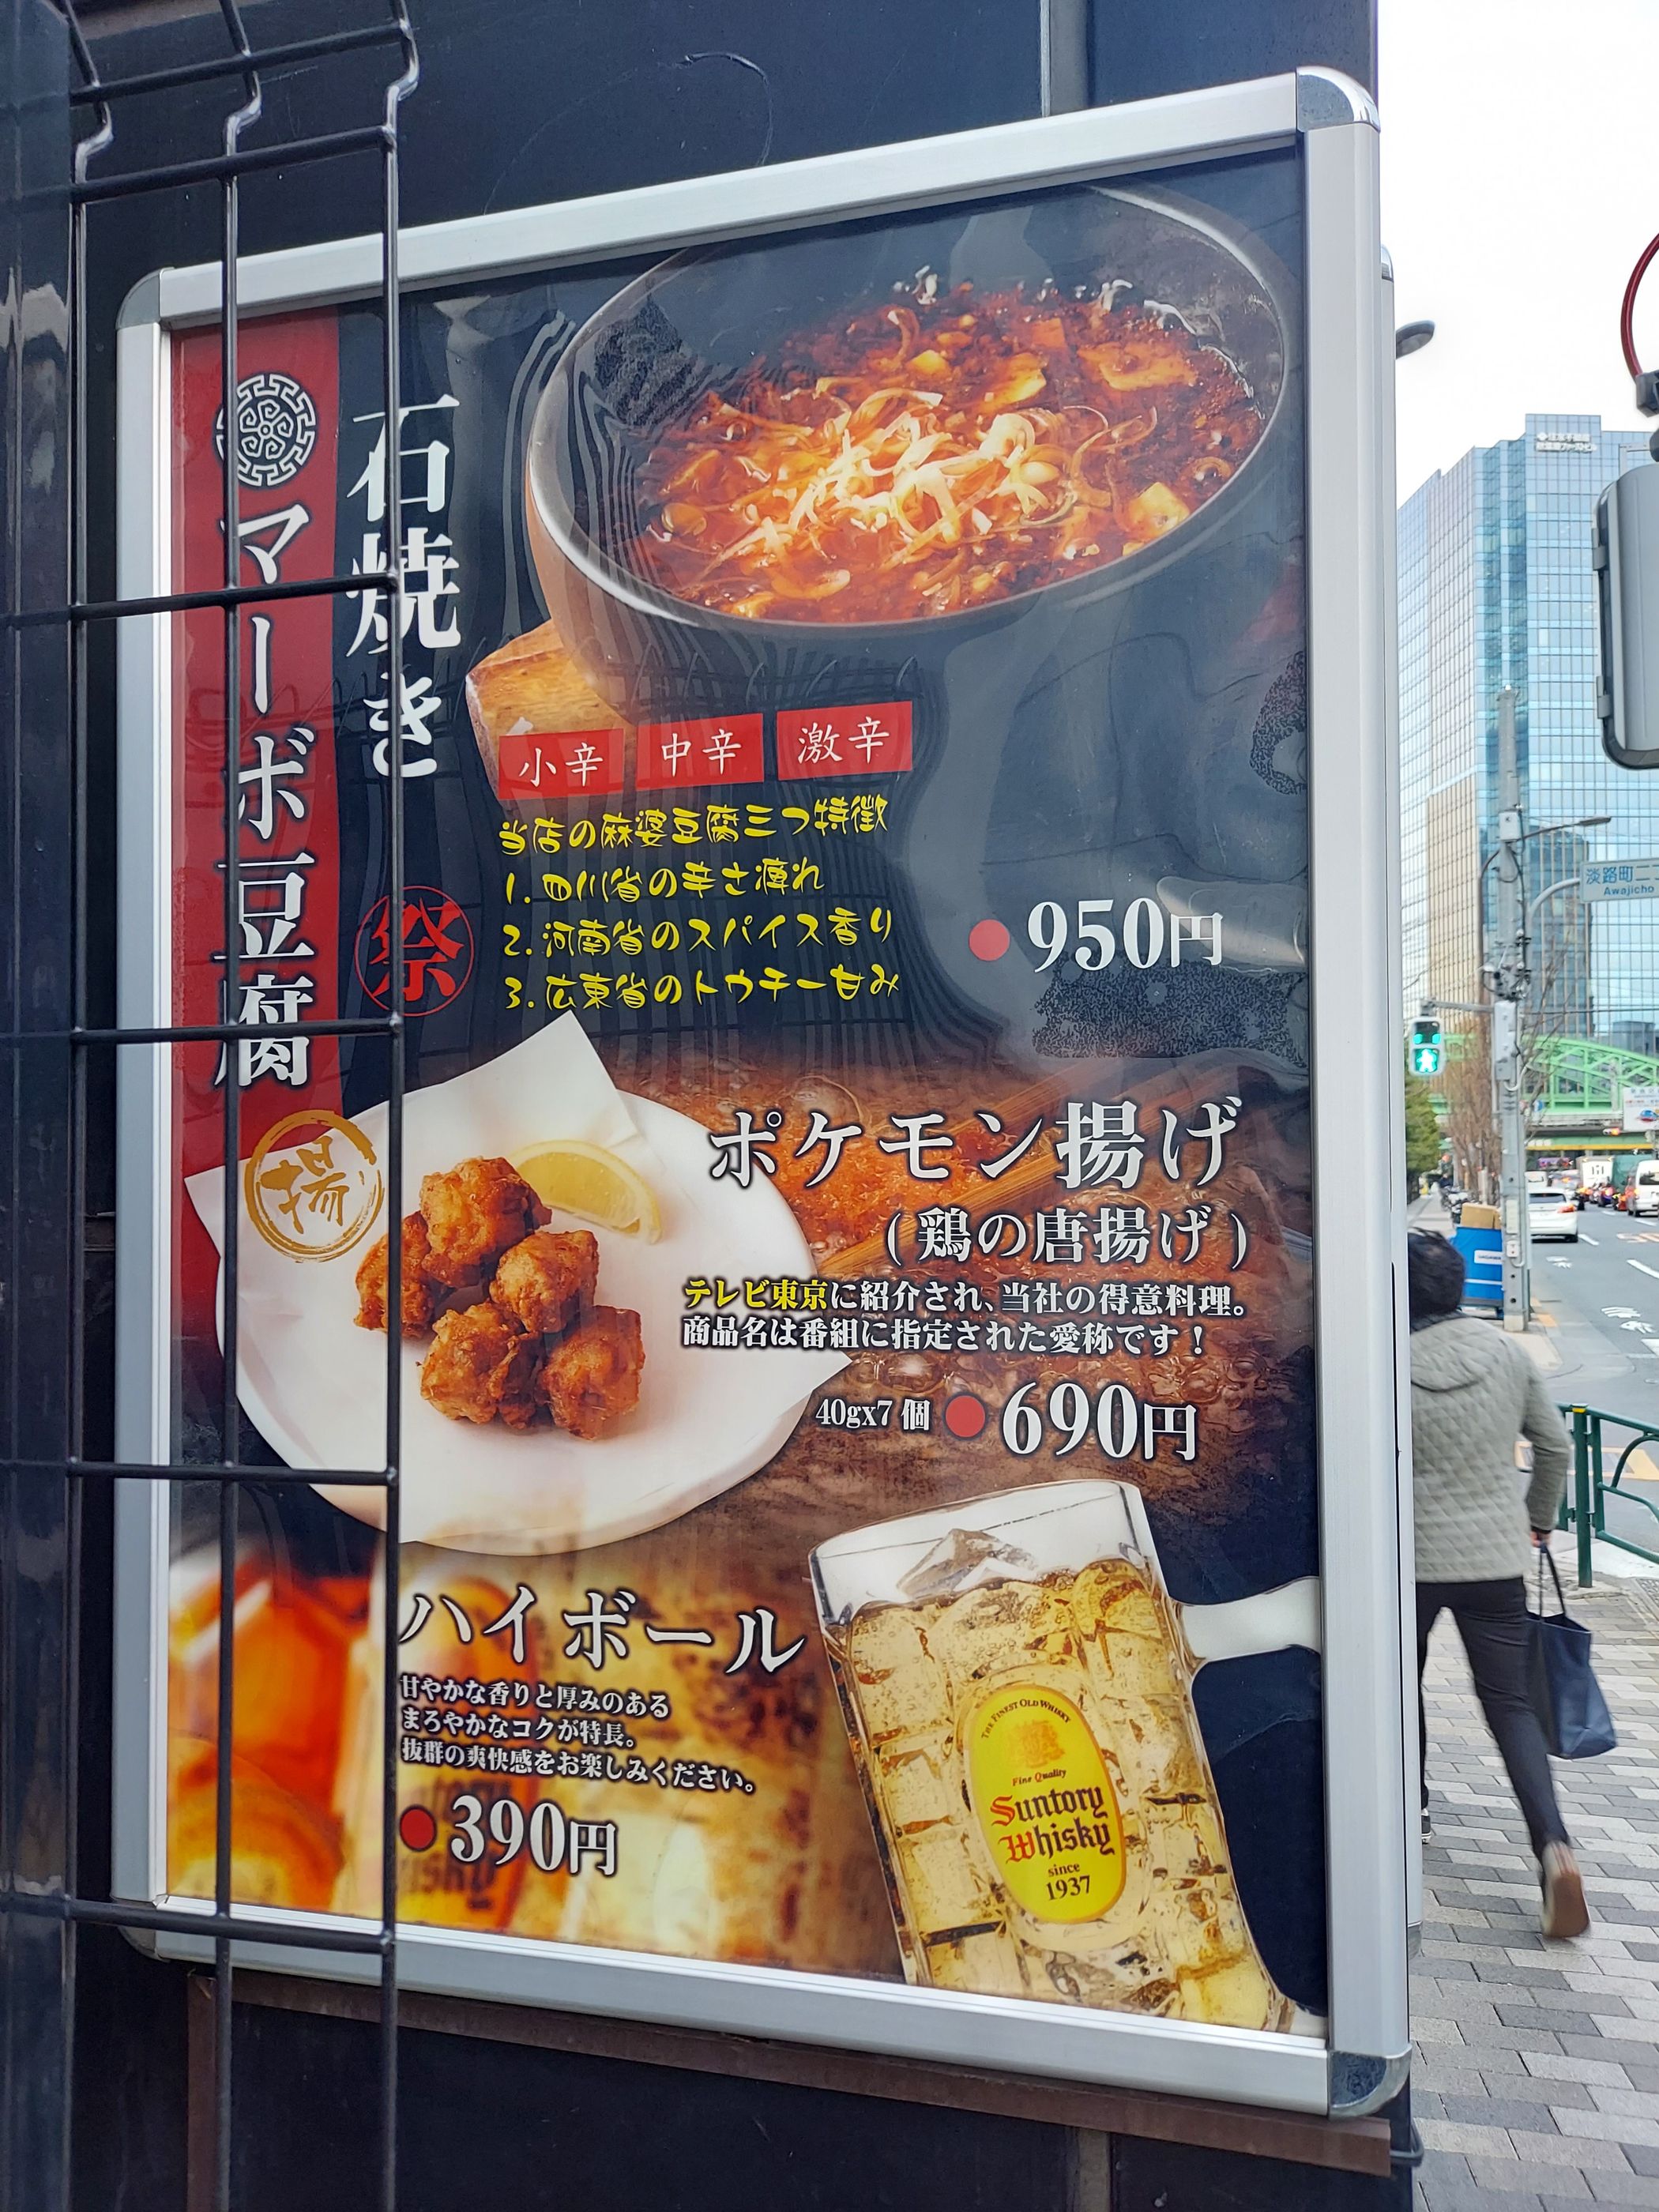 石焼き
マーボ豆腐
小辛 中辛 激辛
当店の麻婆豆腐三つ特徴
1.四川省の辛さ痺れ
2.河南省のスパイス香り
3.広東省のトウチー甘み
祭
950円
揚
ポケモン揚げ
(鶏の唐揚げ)
テレビ東京に紹介され、当社の得意料理。
商品名は番組に指定された愛称です！
40gx7 個 690円
ハイボール
甘やかな香りと厚みのある
まろやかなコクが特長。
抜群の爽快感をお楽しみください。
390円
THE FINEST OLD WHISKY
Fine Quality
Suntory
Whisky
since
1937
淡路町二
Awajicho